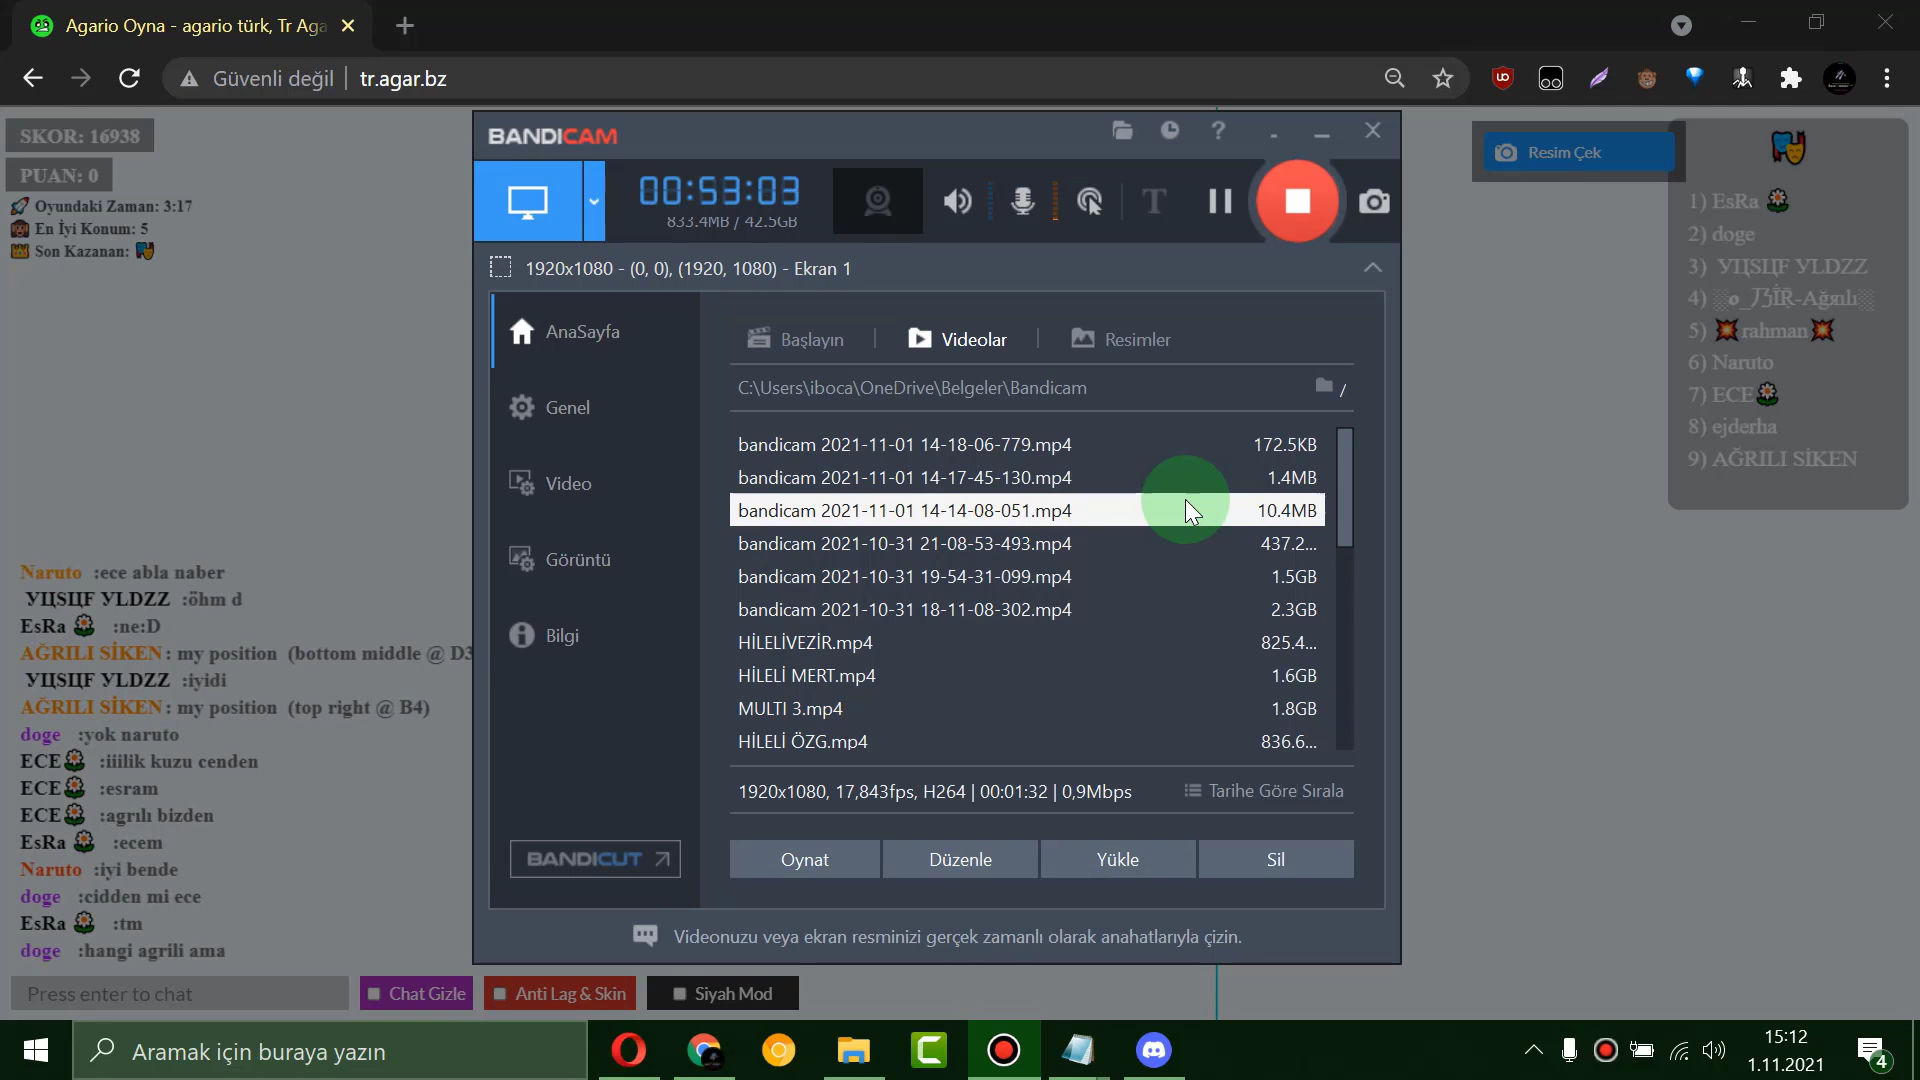 Agario Oyna - agario türk, Tr Aga
Güvenli değil
tr.agar.bz
SKOR: 16938
PUAN: 0
Oyundaki Zaman: 3:17
En İyi Konum: 5
Son Kazanan:
Naruto :ece abla naber
УЦSЦF УLDZZ :öhm d
EsRa :ne:D
AĞRILI SİKEN : my position (bottom middle @ D3
УЦSЦF УLDZZ :iyidi
AĞRILI SİKEN : my position (top right @ B4)
doge :yok naruto
ECE :iiilik kuzu cenden
ECE :esram
ECE :agrılı bizden
EsRa :ecem
Naruto :iyi bende
doge :cidden mi ece
EsRa :tm
doge :hangi agrili ama
Press enter to chat
Chat Gizle
Anti Lag & Skin
Siyah Mod
BANDICAM
00:53:03
833.4MB / 42.5GB
1920x1080 - (0, 0), (1920, 1080) - Ekran 1
AnaSayfa
Genel
Video
Görüntü
Bilgi
BANDICUT
Başlayın
Videolar
Resimler
C:\Users\iboca\OneDrive\Belgeler\Bandicam
/
bandicam 2021-11-01 14-18-06-779.mp4 172.5KB
bandicam 2021-11-01 14-17-45-130.mp4 1.4MB
bandicam 2021-11-01 14-14-08-051.mp4 10.4MB
bandicam 2021-10-31 21-08-53-493.mp4 437.2...
bandicam 2021-10-31 19-54-31-099.mp4 1.5GB
bandicam 2021-10-31 18-11-08-302.mp4 2.3GB
HİLELİVEZİR.mp4 825.4...
HİLELİ MERT.mp4 1.6GB
MULTI 3.mp4 1.8GB
HİLELİ ÖZG.mp4 836.6...
1920x1080, 17,843fps, H264 | 00:01:32 | 0,9Mbps
Tarihe Göre Sırala
Oynat
Düzenle
Yükle
Sil
Videonuzu veya ekran resminizi gerçek zamanlı olarak anahatlarıyla çizin.
Resim Çek
1) EsRa
2) doge
3) УЦSЦF УLDZZ
4)
5) rahman
6) Naruto
7) ECE
8) ejderha
9) AĞRILI SİKEN
Aramak için buraya yazın
15:12
1.11.2021
4